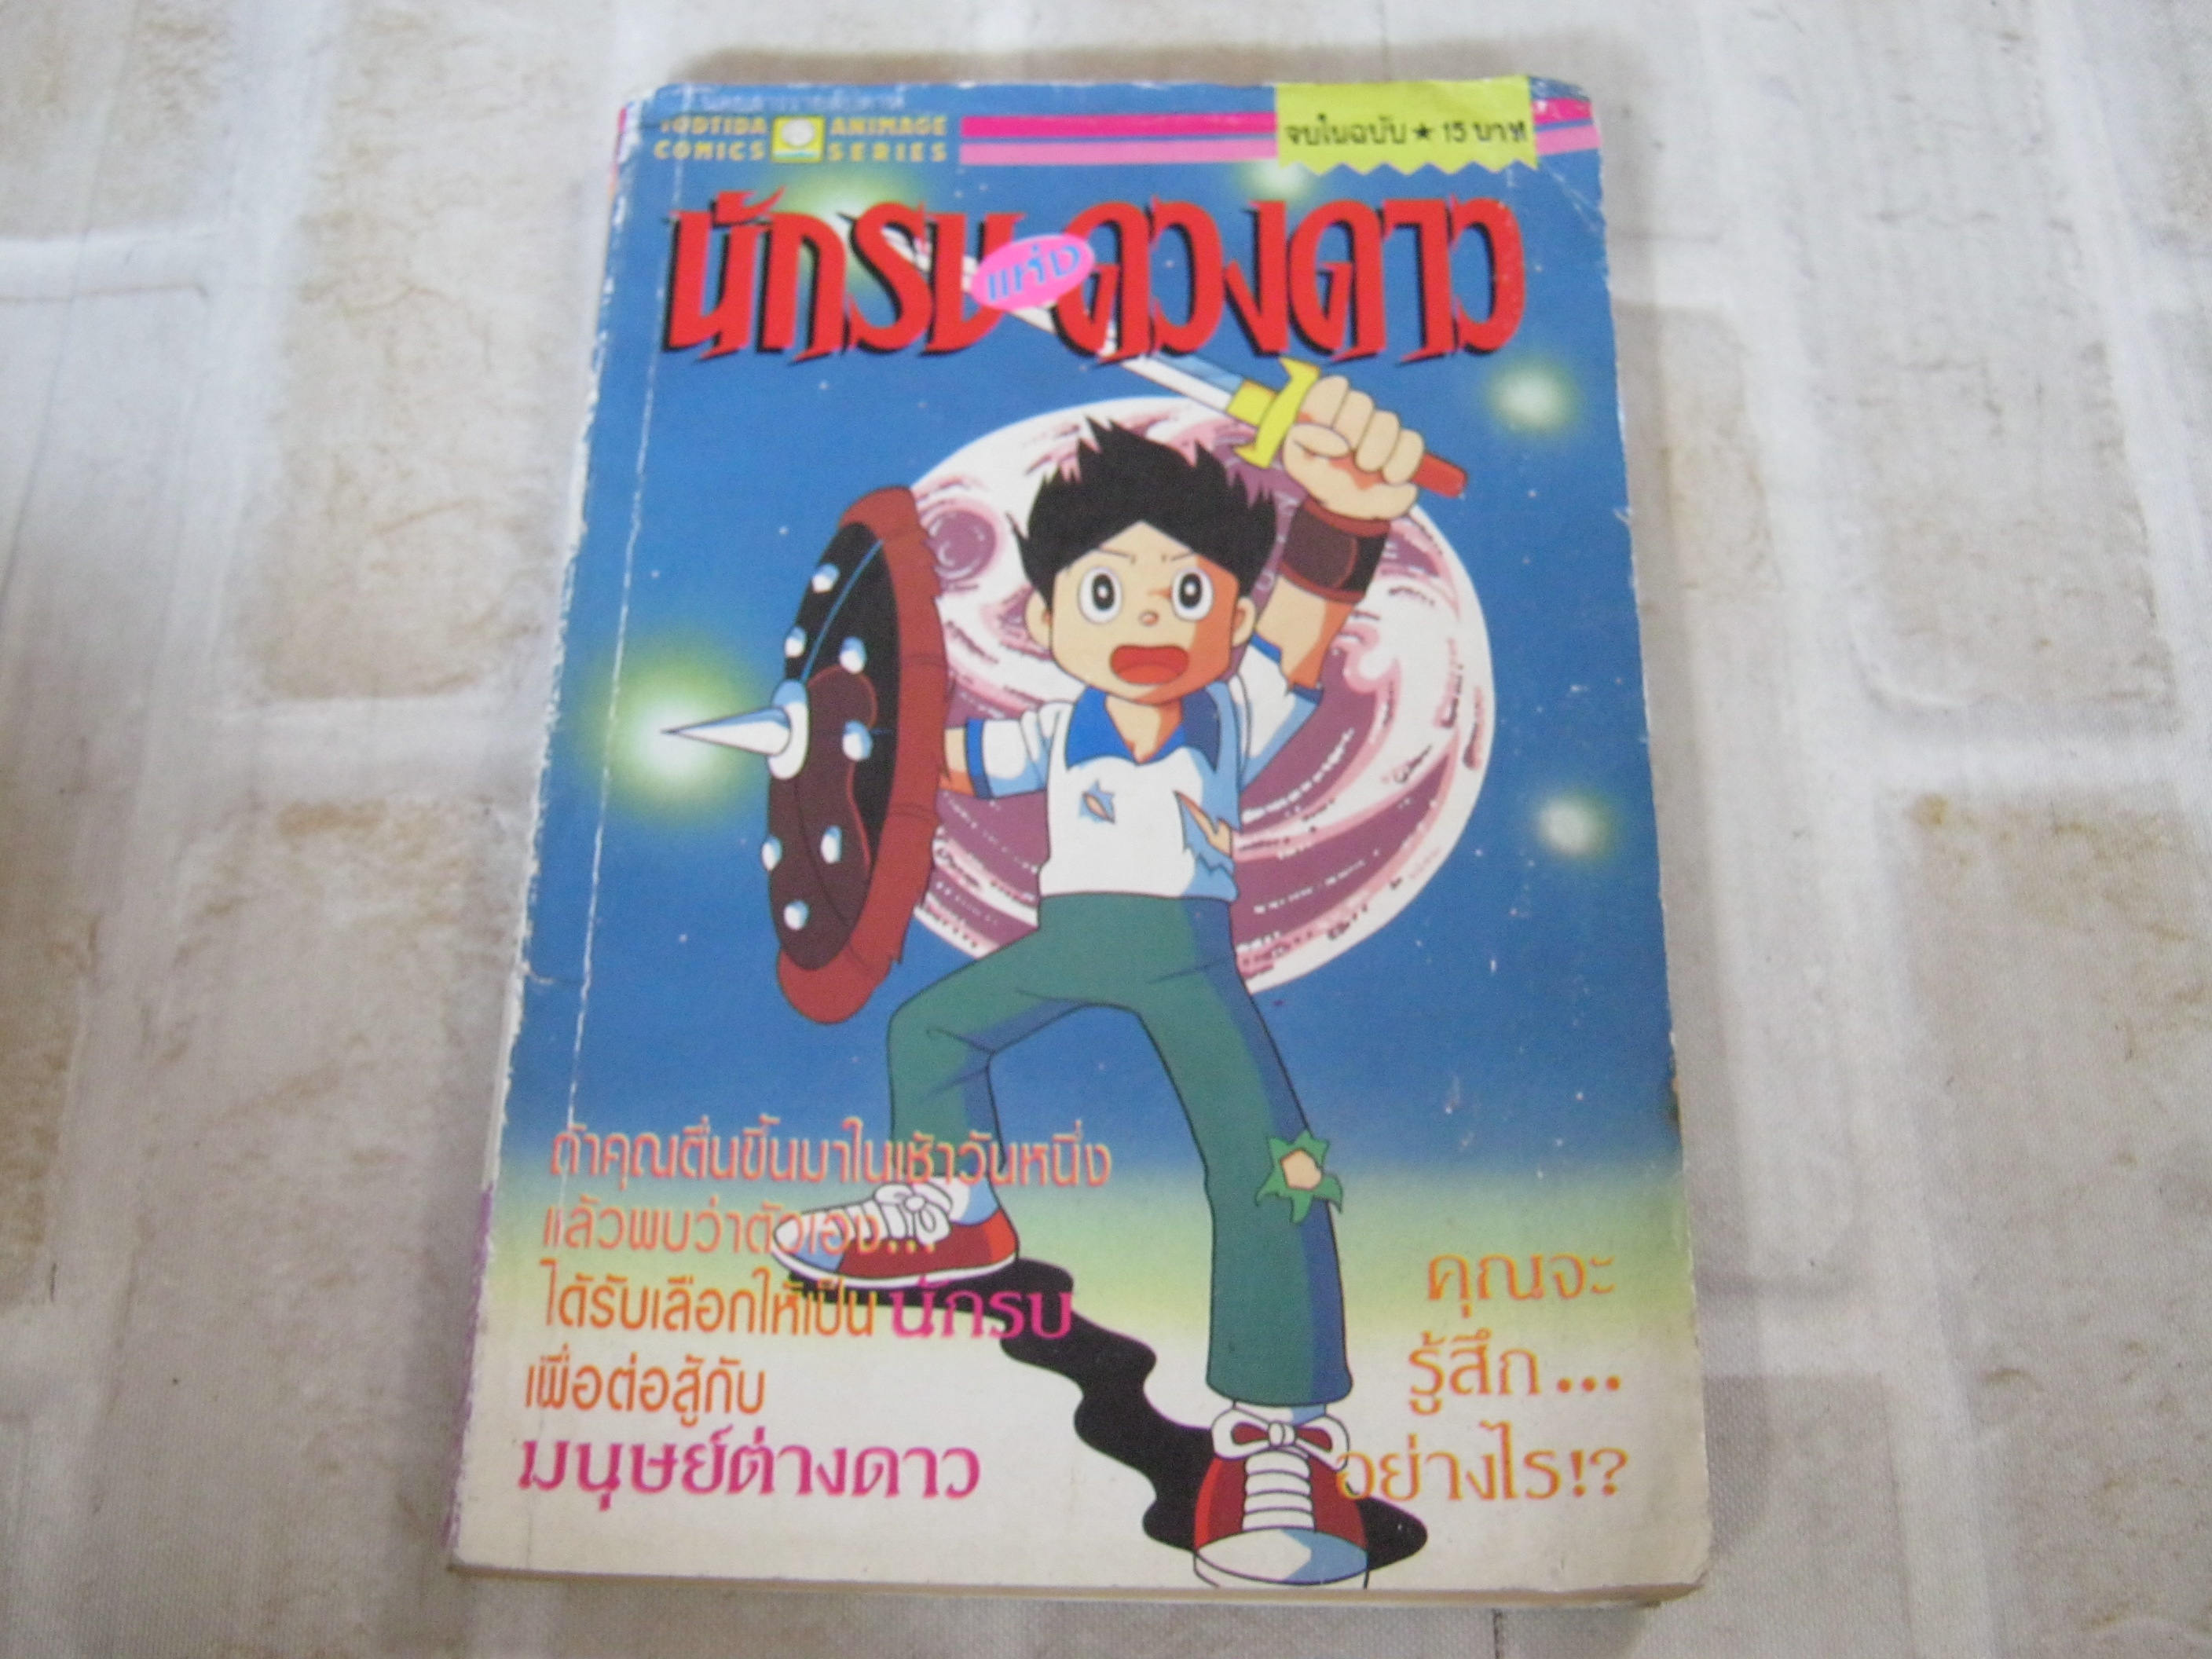 YODTIDA ANIMAGE
COMICS SERIES
จบในฉบับ ★ 15 บาท
นักรบแห่งดวงดาว
ถ้าคุณตื่นขึ้นมาในเช้าวันหนึ่ง
แล้วพบว่าตัวเอง...
ได้รับเลือกให้เป็น นักรบ
เพื่อต่อสู้กับ
มนุษย์ต่างดาว
คุณจะ
รู้สึก...
อย่างไร!?